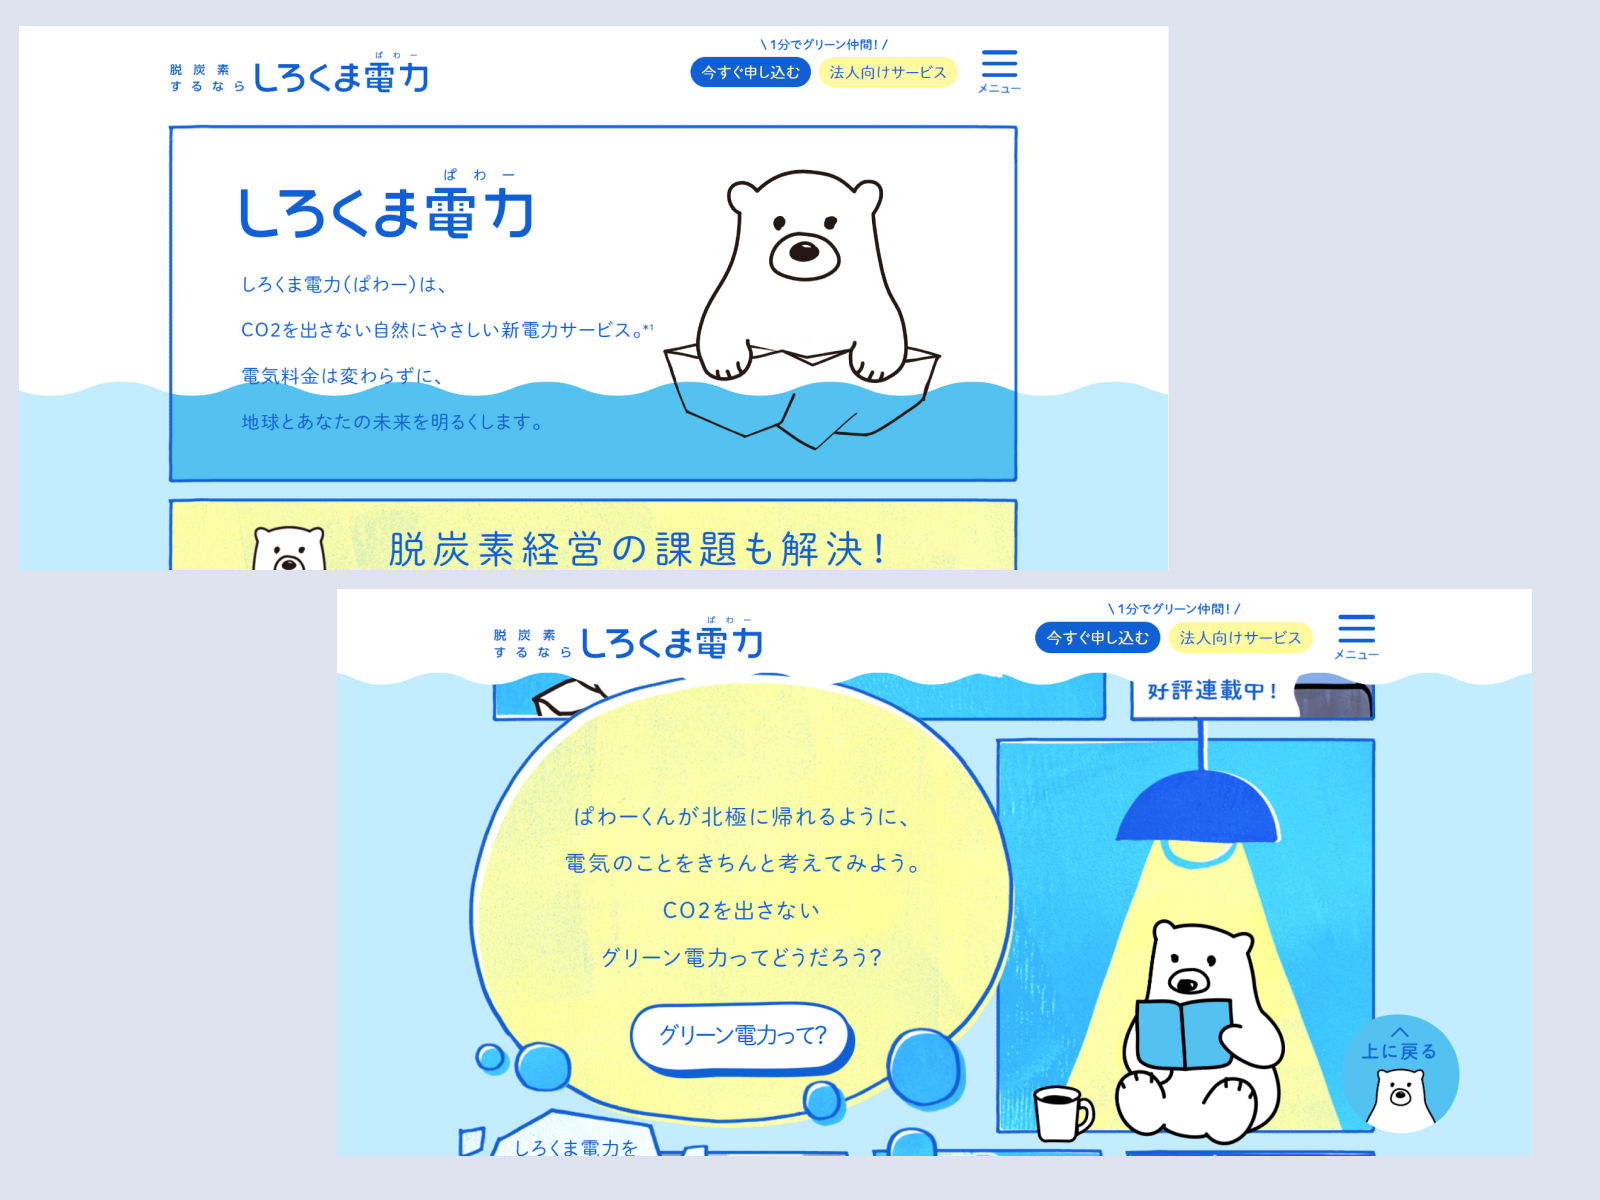 脱炭素
するなら
ぱわー
しろくま電力
\ 1分でグリーン仲間! /
今すぐ申し込む
法人向けサービス
メニュー
ぱわー
しろくま電力
しろくま電力(ぱわー)は、
CO2を出さない自然にやさしい新電力サービス。*1
電気料金は変わらずに、
地球とあなたの未来を明るくします。
脱炭素経営の課題も解決!
脱炭素
するなら
ぱわー
しろくま電力
\ 1分でグリーン仲間! /
今すぐ申し込む
法人向けサービス
メニュー
好評連載中!
ぱわーくんが北極に帰れるように、
電気のことをきちんと考えてみよう。
CO2を出さない
グリーン電力ってどうだろう?
グリーン電力って?
上に戻る
しろくま電力を